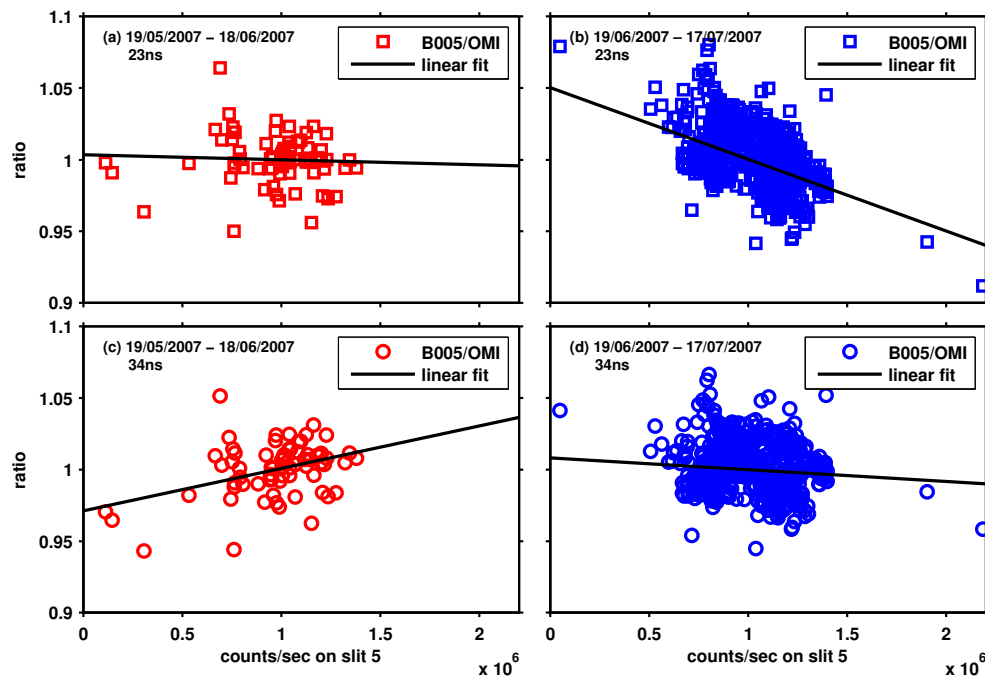 1.1
1.05
1
0.95
0.9
ratio
(a) 19/05/2007 − 18/06/2007
23ns
B005/OMI
linear fit
(b) 19/06/2007 − 17/07/2007
23ns
B005/OMI
linear fit
1.1
1.05
1
0.95
0.9
ratio
(c) 19/05/2007 − 18/06/2007
34ns
B005/OMI
linear fit
(d) 19/06/2007 − 17/07/2007
34ns
B005/OMI
linear fit
0 0.5 1 1.5 2
counts/sec on slit 5
x 10^6
0 0.5 1 1.5 2
counts/sec on slit 5
x 10^6